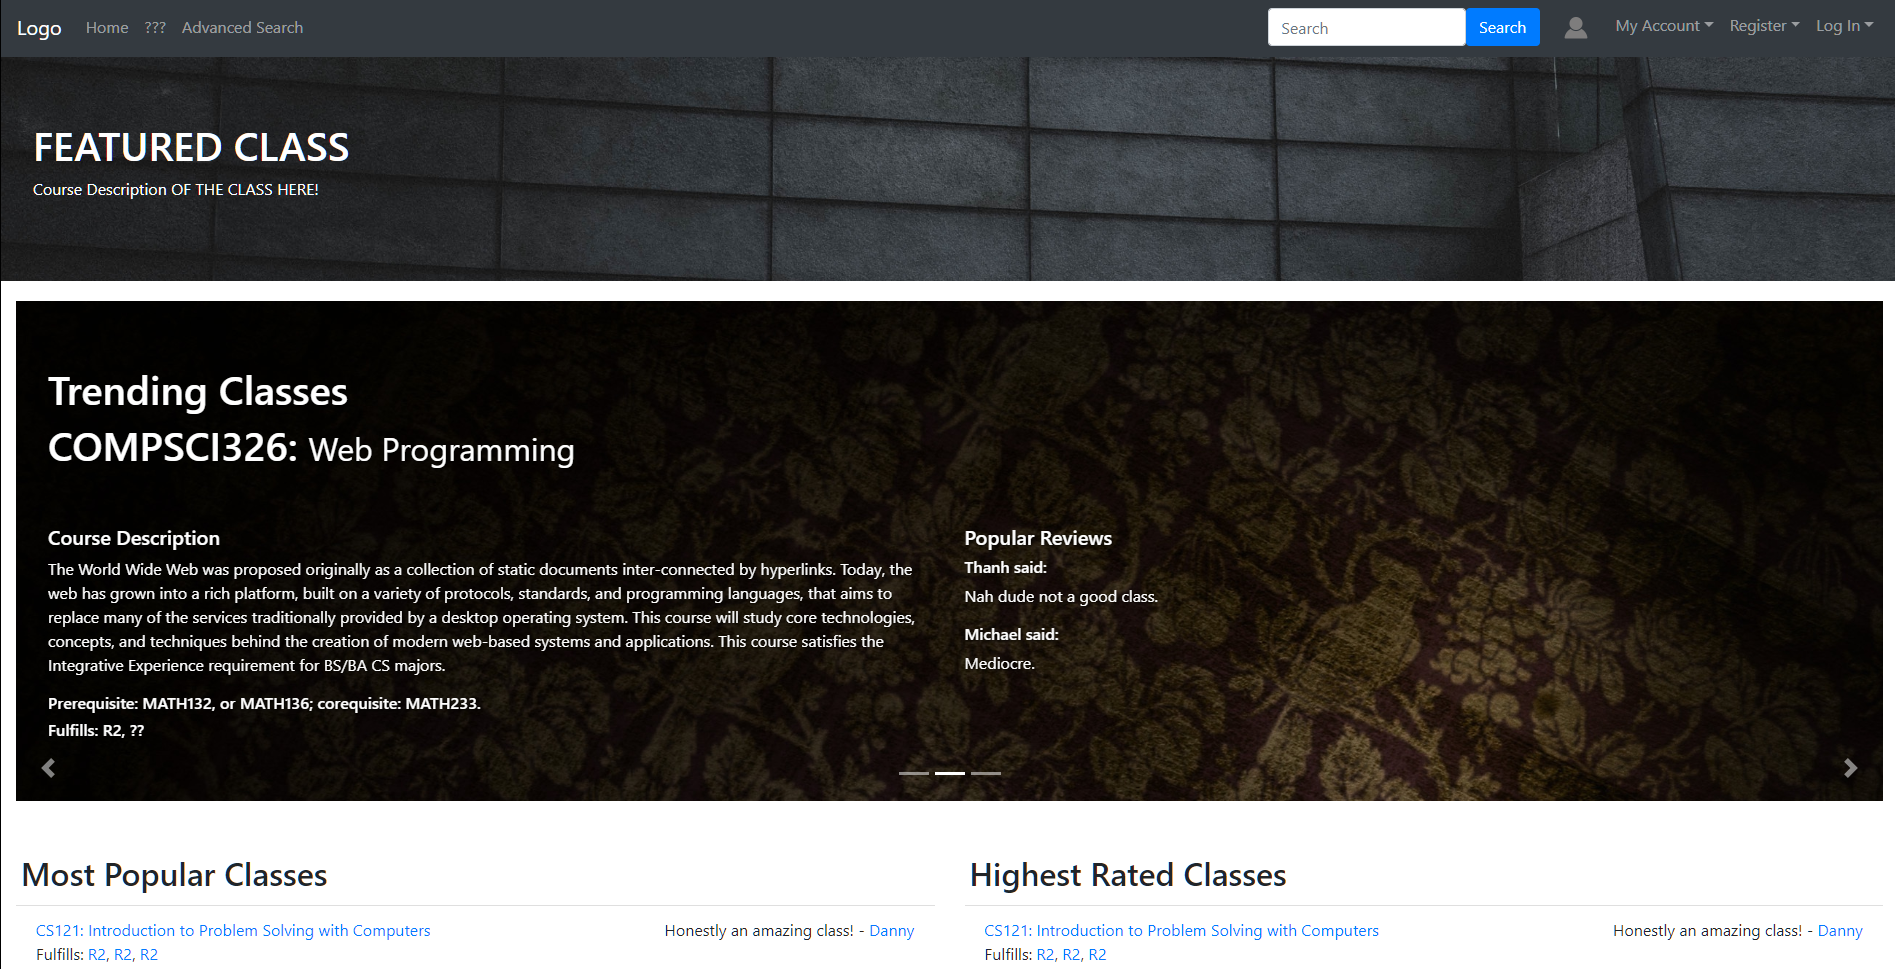 Logo Home ??? Advanced Search Search Search My Account Register Log In
FEATURED CLASS
Course Description OF THE CLASS HERE!
Trending Classes
COMPSCI326: Web Programming
Course Description
The World Wide Web was proposed originally as a collection of static documents inter-connected by hyperlinks. Today, the
web has grown into a rich platform, built on a variety of protocols, standards, and programming languages, that aims to
replace many of the services traditionally provided by a desktop operating system. This course will study core technologies,
concepts, and techniques behind the creation of modern web-based systems and applications. This course satisfies the
Integrative Experience requirement for BS/BA CS majors.
Prerequisite: MATH132, or MATH136; corequisite: MATH233.
Fulfills: R2, ??
Popular Reviews
Thanh said:
Nah dude not a good class.
Michael said:
Mediocre.
Most Popular Classes
CS121: Introduction to Problem Solving with Computers Honestly an amazing class! - Danny
Fulfills: R2, R2, R2
Highest Rated Classes
CS121: Introduction to Problem Solving with Computers Honestly an amazing class! - Danny
Fulfills: R2, R2, R2